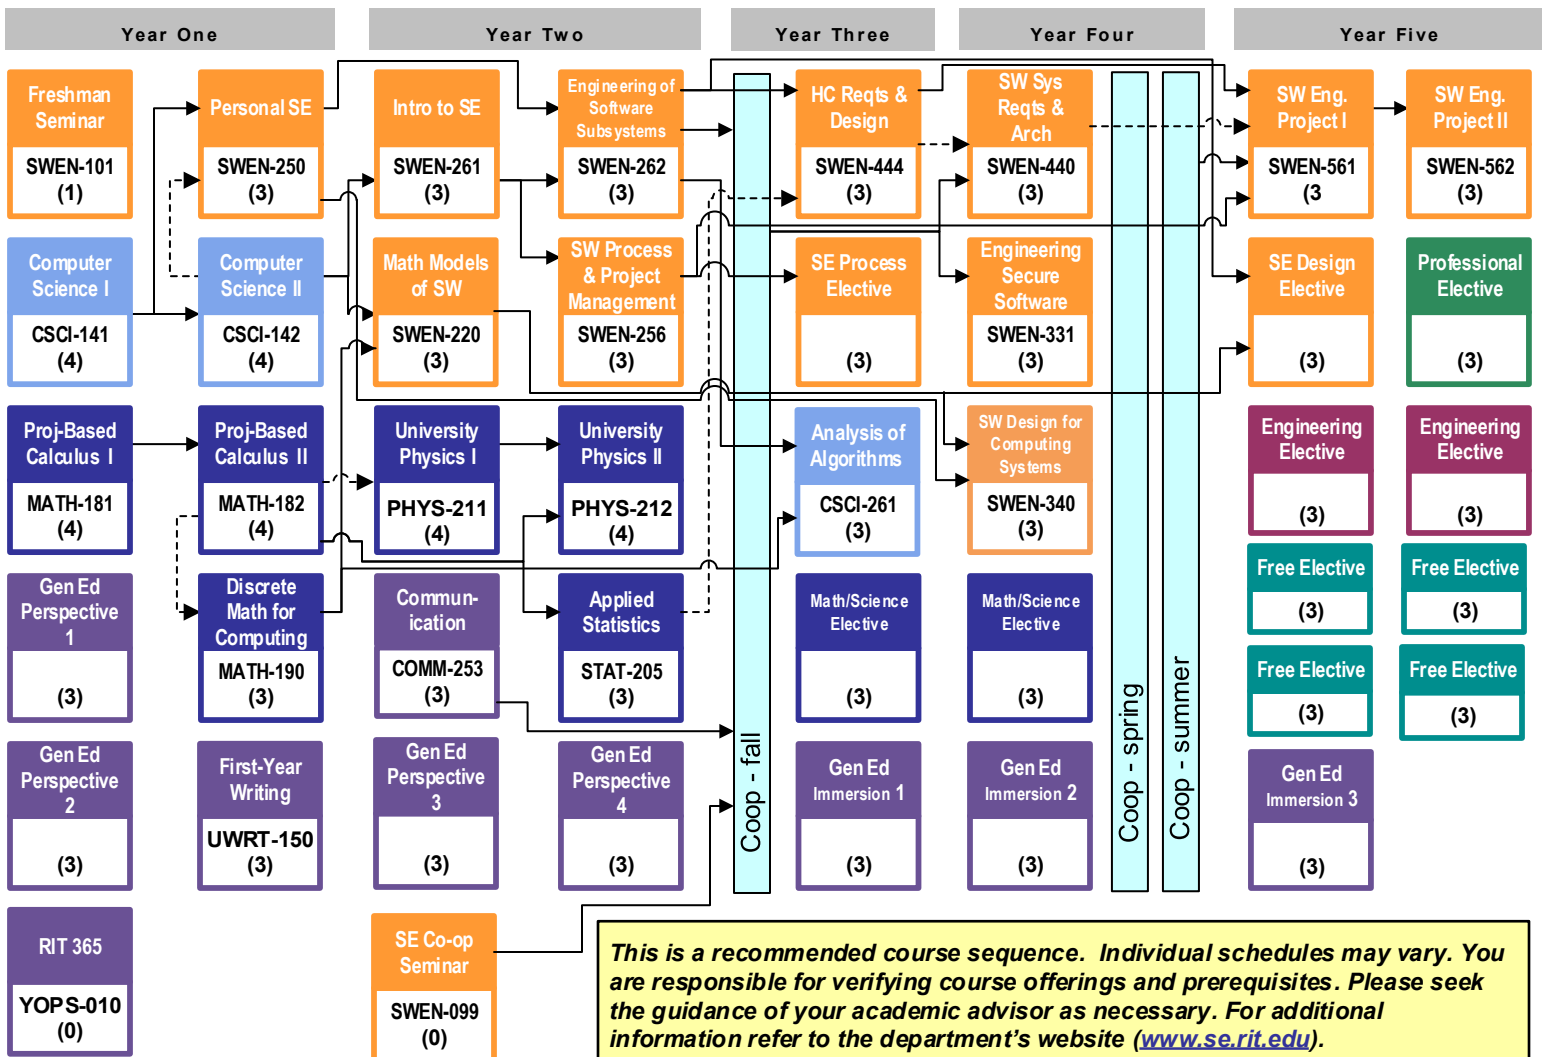 Year One
Year Two
Year Three
Year Four
Year Five
Freshman
Seminar
SWEN-101
(1)
Personal SE
SWEN-250
(3)
Intro to SE
SWEN-261
(3)
Engineering of
Software
Subsystems
SWEN-262
(3)
HC Reqts &
Design
SWEN-444
(3)
SW Sys
Reqts &
Arch
SWEN-440
(3)
SW Eng.
Project I
SWEN-561
(3
SW Eng.
Project II
SWEN-562
(3)
Computer
Science I
CSCI-141
(4)
Computer
Science II
CSCI-142
(4)
Math Models
of SW
SWEN-220
(3)
SW Process
& Project
Management
SWEN-256
(3)
SE Process
Elective
(3)
Engineering
Secure
Software
SWEN-331
(3)
SE Design
Elective
(3)
Professional
Elective
(3)
Proj-Based
Calculus I
MATH-181
(4)
Proj-Based
Calculus II
MATH-182
(4)
University
Physics I
PHYS-211
(4)
University
Physics II
PHYS-212
(4)
Analysis of
Algorithms
CSCI-261
(3)
SW Design for
Computing
Systems
SWEN-340
(3)
Engineering
Elective
(3)
Engineering
Elective
(3)
Free Elective
(3)
Free Elective
(3)
Gen Ed
Perspective
1
(3)
Discrete
Math for
Computing
MATH-190
(3)
Commun-
ication
COMM-253
(3)
Applied
Statistics
STAT-205
(3)
Math/Science
Elective
(3)
Math/Science
Elective
(3)
Free Elective
(3)
Free Elective
(3)
Gen Ed
Perspective
2
(3)
First-Year
Writing
UWRT-150
(3)
Gen Ed
Perspective
3
(3)
Gen Ed
Perspective
4
(3)
Coop - fall
Gen Ed
Immersion 1
(3)
Gen Ed
Immersion 2
(3)
Coop - spring
Coop - summer
Gen Ed
Immersion 3
(3)
RIT 365
YOPS-010
(0)
SE Co-op
Seminar
SWEN-099
(0)
This is a recommended course sequence. Individual schedules may vary. You
are responsible for verifying course offerings and prerequisites. Please seek
the guidance of your academic advisor as necessary. For additional
information refer to the department's website (www.se.rit.edu).